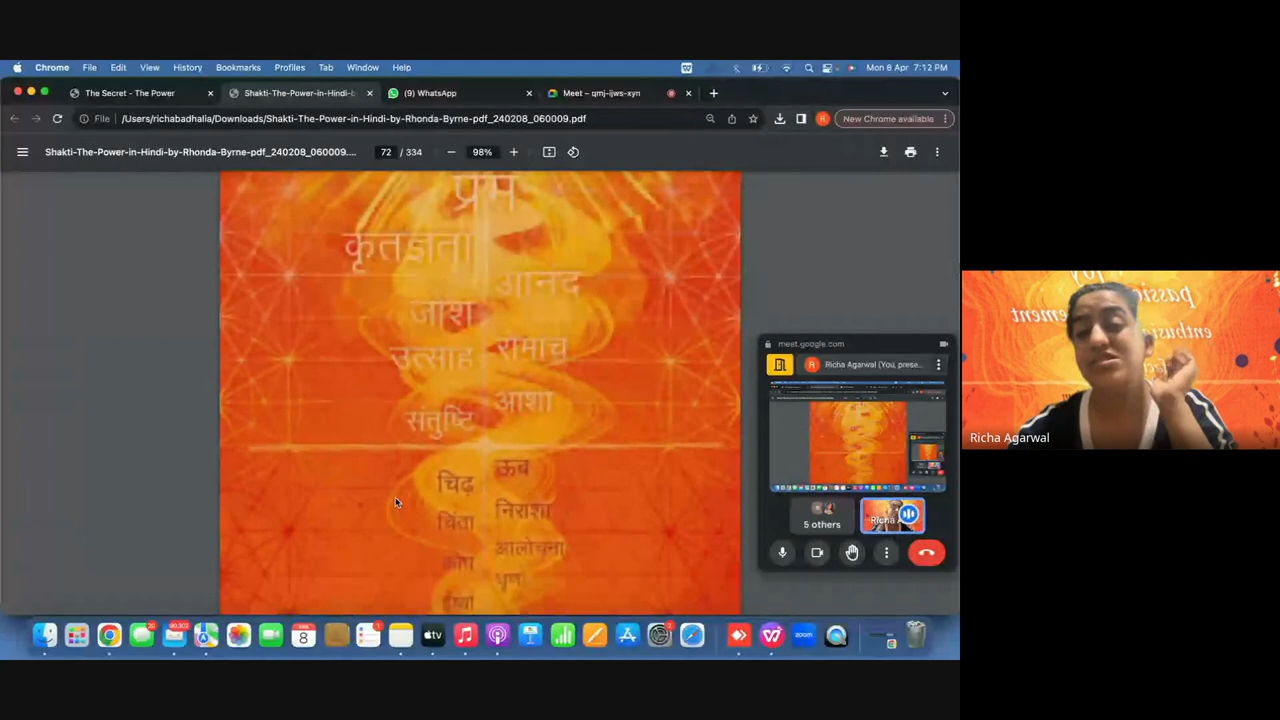 Chrome File Edit View History Bookmarks Profiles Tab Window Help Mon 8 Apr 7:12 PM
The Secret - The Power
Shakti-The-Power-in-Hindi-b
(9) WhatsApp
Meet – qmj-ijws-xyn
File /Users/richabadhalia/Downloads/Shakti-The-Power-in-Hindi-by-Rhonda-Byrne-pdf_240208_060009.pdf
New Chrome available
Shakti-The-Power-in-Hindi-by-Rhonda-Byrne-pdf_240208_060009.... 72 / 334 98%
प्रेम
कृतज्ञता
आनंद
जोश
उत्साह रोमांच
संतुष्टि आशा
चिढ़ ऊब
चिंता निराशा
आलोचना
क्रोध
घृणा
ईर्ष्या
meet.google.com
R Richa Agarwal (You, prese...
5 others
Richa Agarwal
passi
ement
enthusi